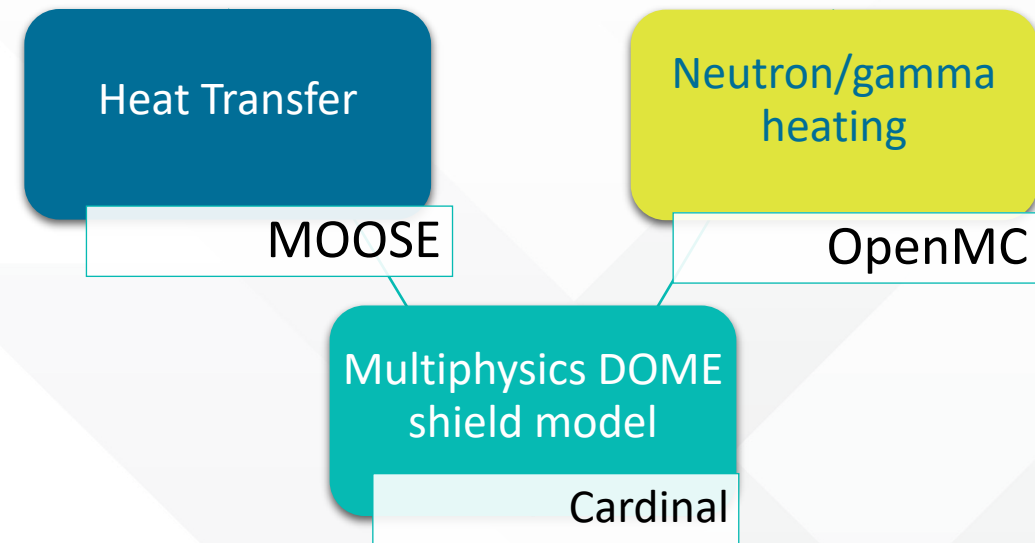 Heat Transfer
MOOSE
Neutron/gamma
heating
OpenMC
Multiphysics DOME
shield model
Cardinal